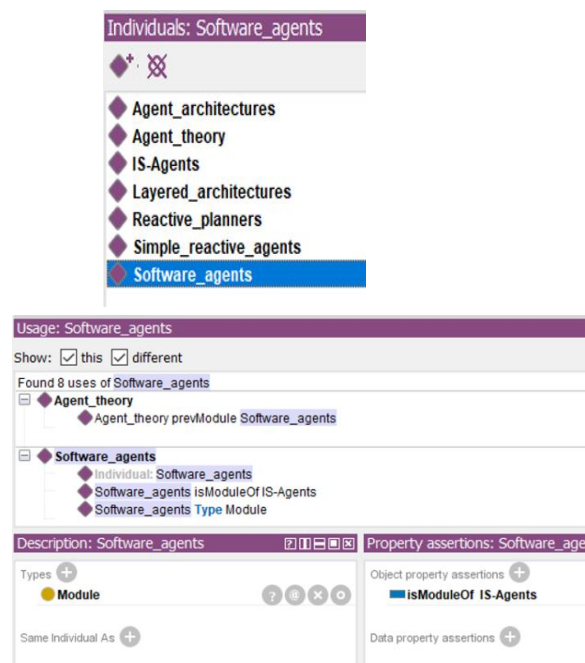 Individuals: Software_agents
Agent_architectures
Agent_theory
IS-Agents
Layered_architectures
Reactive_planners
Simple_reactive_agents
Software_agents
Usage: Software_agents
Show: this different
Found 8 uses of Software_agents
Agent_theory
Agent_theory prevModule Software_agents
Software_agents
Individual: Software_agents
Software_agents isModuleOf IS-Agents
Software_agents Type Module
Description: Software_agents
Property assertions: Software_age
Types
Object property assertions
Module
isModuleOf IS-Agents
Same Individual As
Data property assertions